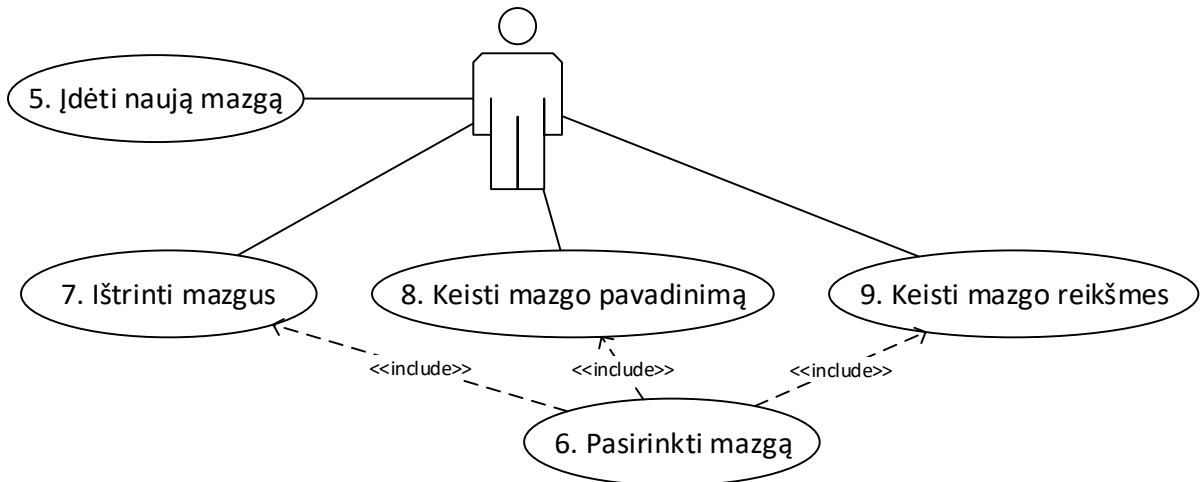 5. Įdėti naują mazgą
7. Ištrinti mazgus
8. Keisti mazgo pavadinimą
9. Keisti mazgo reikšmes
<<include>>
<<include>>
<<include>>
6. Pasirinkti mazgą